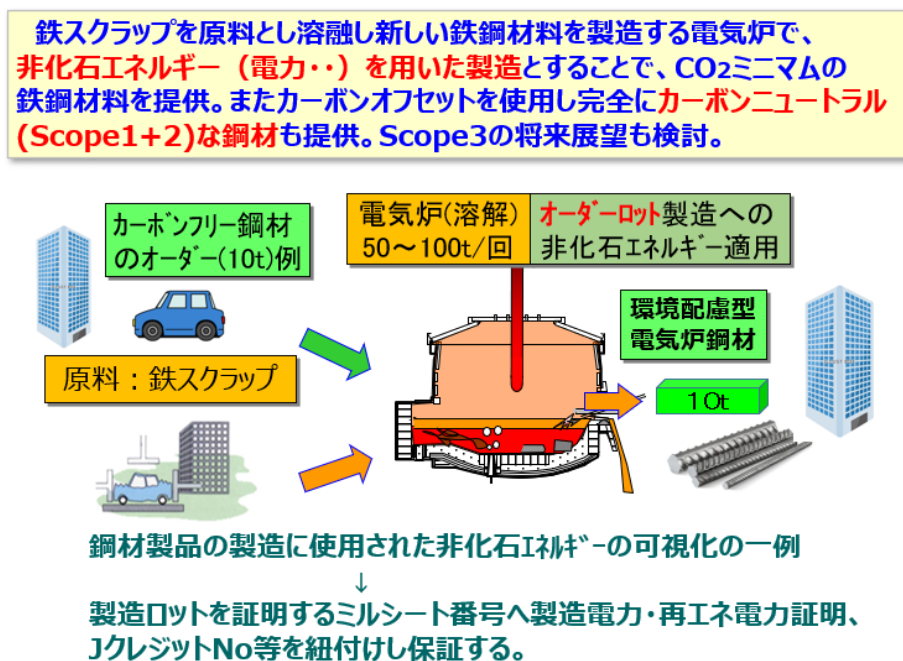 鉄スクラップを原料とし溶融し新しい鉄鋼材料を製造する電気炉で、
非化石エネルギー（電力・・）を用いた製造とすることで、CO2ミニマムの
鉄鋼材料を提供。またカーボンオフセットを使用し完全にカーボンニュートラル
(Scope1+2)な鋼材も提供。Scope3の将来展望も検討。
カーボンフリー鋼材
のオーダー(10t)例
電気炉(溶解)
50～100t/回
オーダーロット製造への
非化石エネルギー適用
環境配慮型
電気炉鋼材
原料：鉄スクラップ
10t
鋼材製品の製造に使用された非化石ｴﾈﾙｷﾞｰの可視化の一例
↓
製造ロットを証明するミルシート番号へ製造電力・再エネ電力証明、
JクレジットNo等を紐付けし保証する。